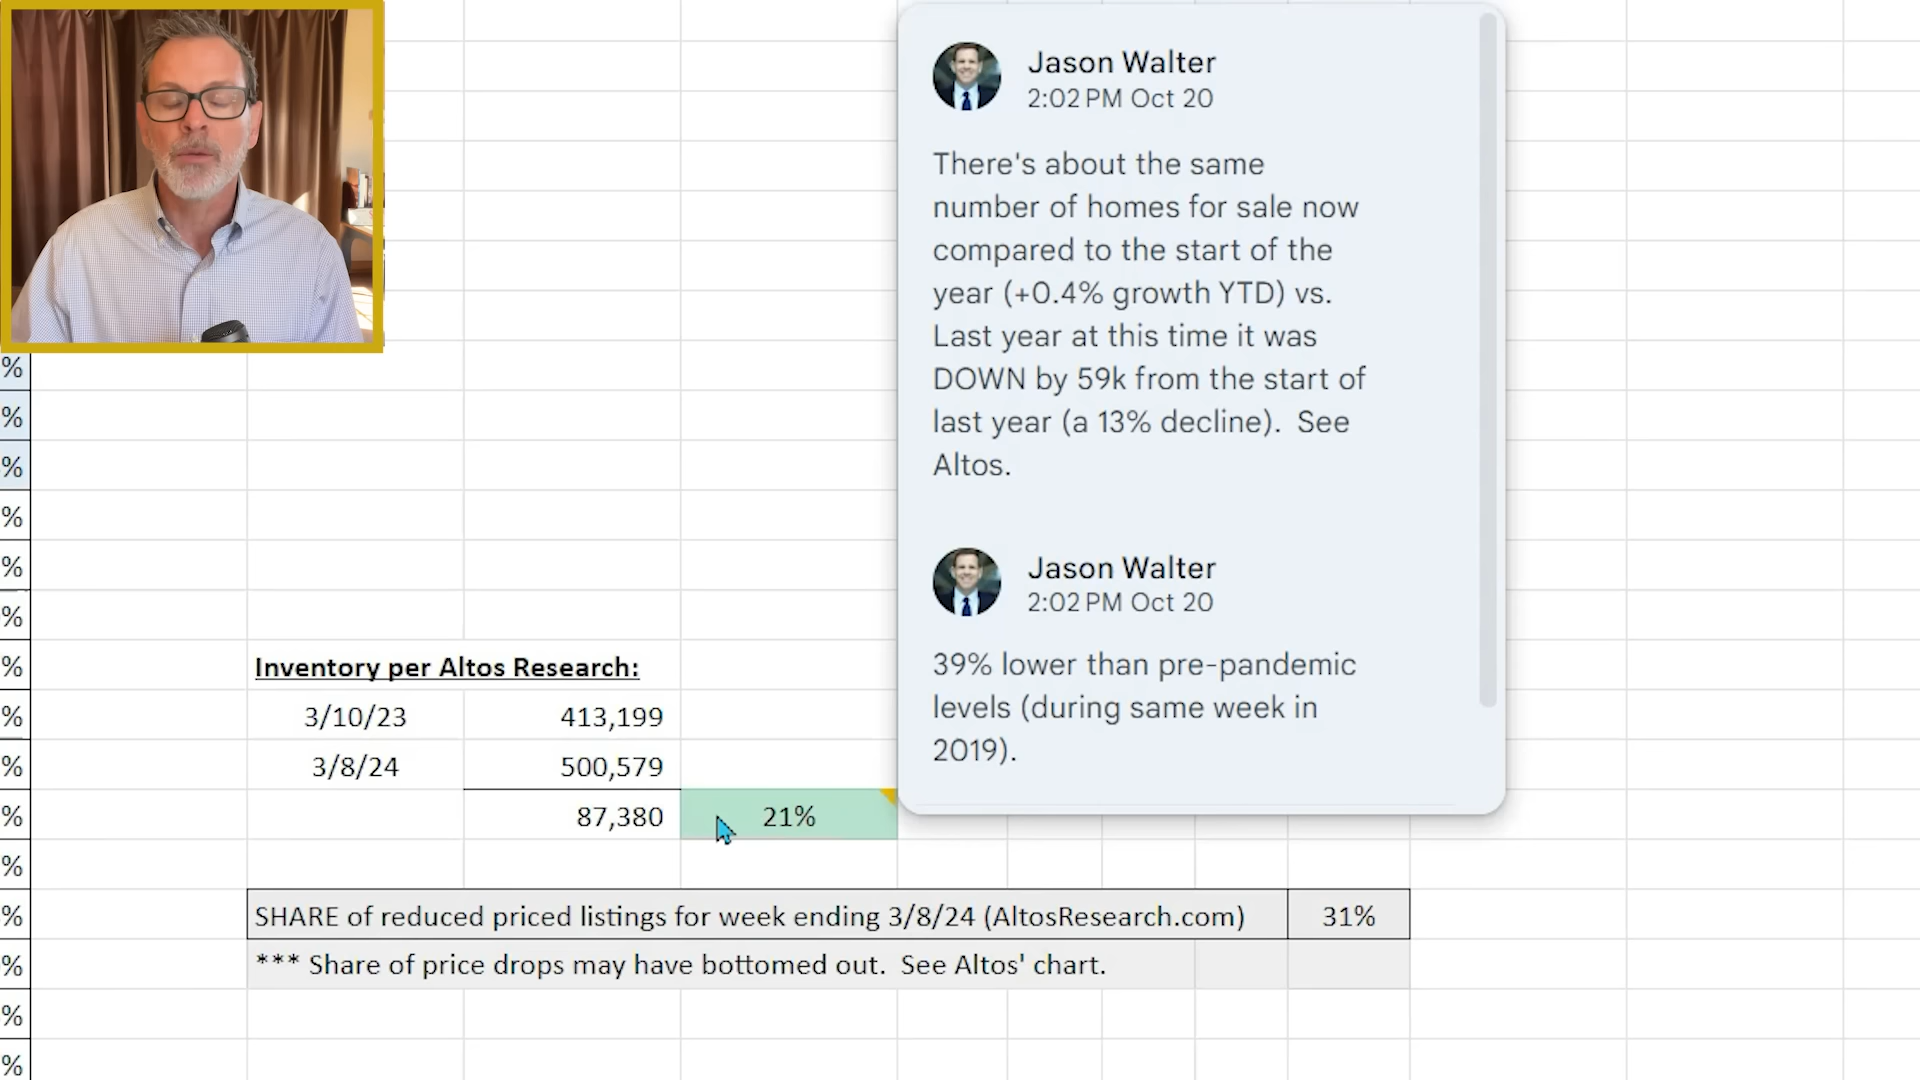 Jason Walter
2:02 PM Oct 20
There's about the same
number of homes for sale now
compared to the start of the
year (+0.4% growth YTD) vs.
Last year at this time it was
DOWN by 59k from the start of
last year (a 13% decline).  See
Altos.
Jason Walter
2:02 PM Oct 20
39% lower than pre-pandemic
levels (during same week in
2019).
%
%
%
%
%
%
% Inventory per Altos Research:
% 3/10/23 413,199
% 3/8/24 500,579
% 87,380 21%
%
% SHARE of reduced priced listings for week ending 3/8/24 (AltosResearch.com) 31%
% *** Share of price drops may have bottomed out.  See Altos' chart.
%
%